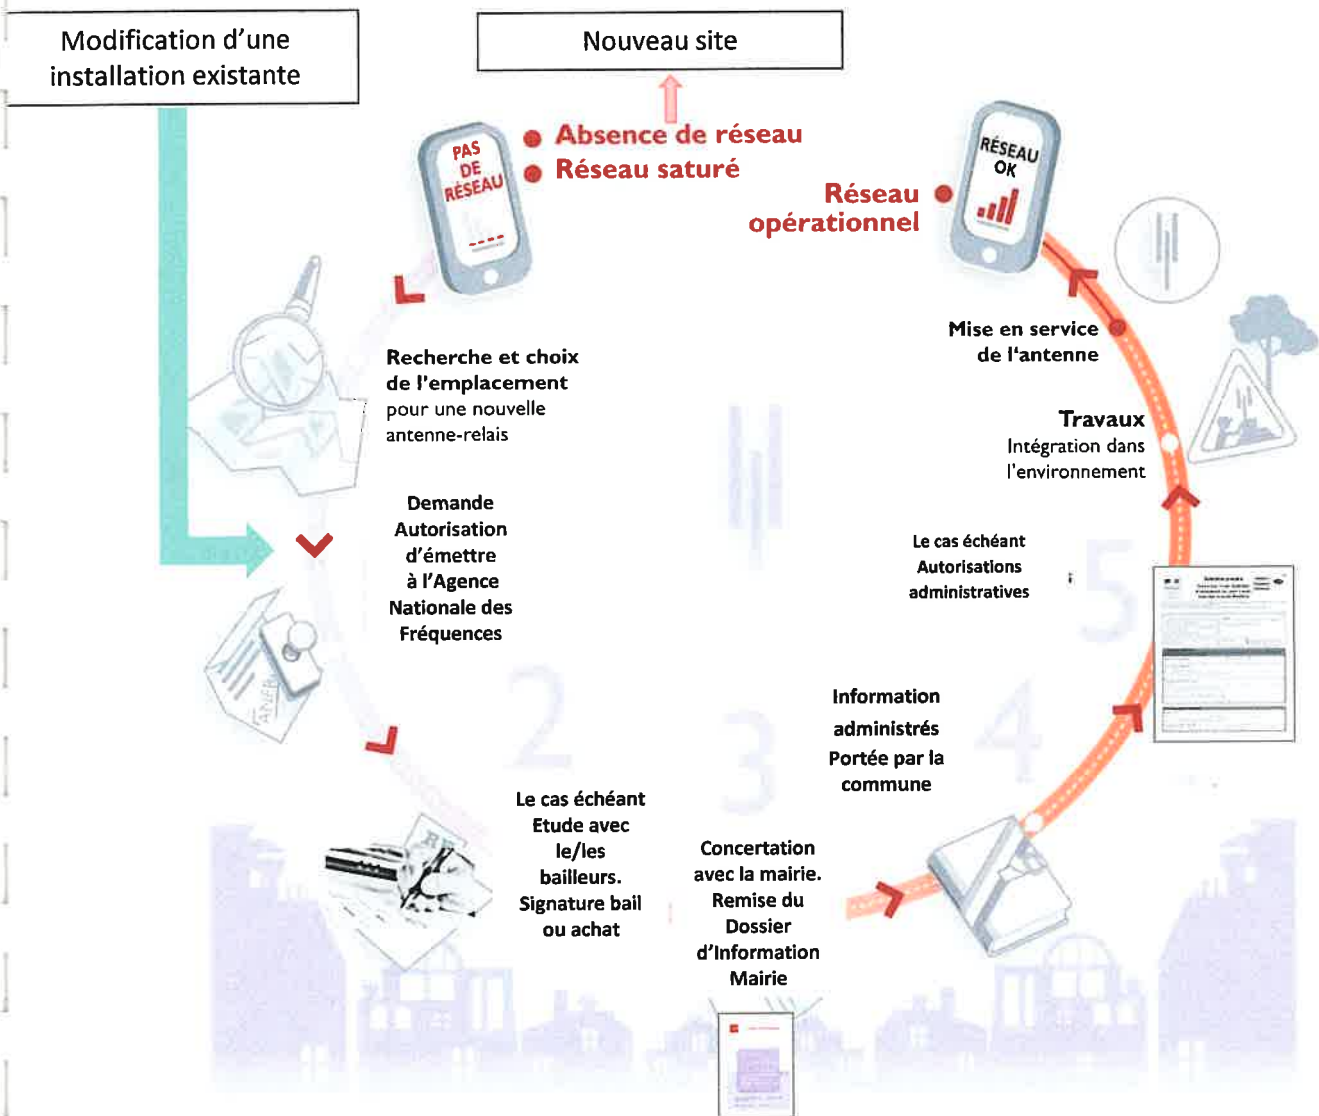 Modification d'une
installation existante
Nouveau site
PAS
DE
RÉSEAU
Absence de réseau
Réseau saturé
Réseau
opérationnel
RÉSEAU
OK
Recherche et choix
de l'emplacement
pour une nouvelle
antenne-relais
Mise en service
de l'antenne
Travaux
Intégration dans
l'environnement
Demande
Autorisation
d'émettre
à l'Agence
Nationale des
Fréquences
Le cas échéant
Autorisations
administratives
5
2
3
4
Information
administrés
Portée par la
commune
Le cas échéant
Etude avec
le/les
bailleurs.
Signature bail
ou achat
Concertation
avec la mairie.
Remise du
Dossier
d'Information
Mairie